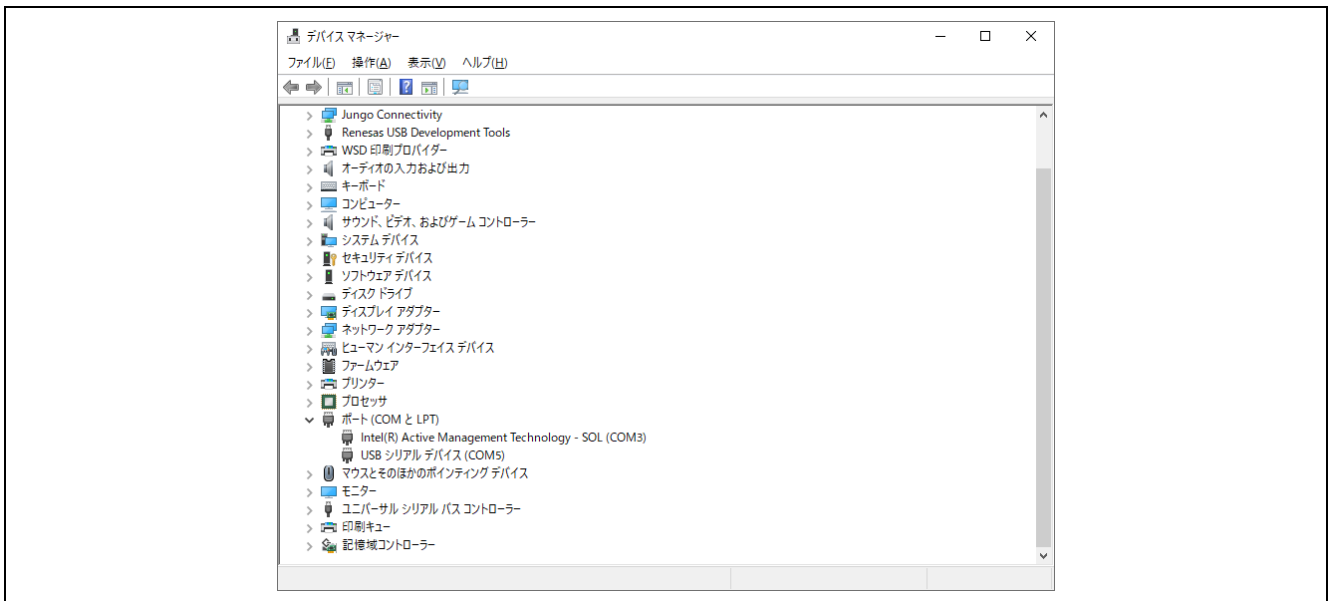 デバイス マネージャー
ファイル(F) 操作(A) 表示(V) ヘルプ(H)
Jungo Connectivity
Renesas USB Development Tools
WSD 印刷プロバイダー
オーディオの入力および出力
キーボード
コンピューター
サウンド、ビデオ、およびゲーム コントローラー
システム デバイス
セキュリティ デバイス
ソフトウェア デバイス
ディスク ドライブ
ディスプレイ アダプター
ネットワーク アダプター
ヒューマン インターフェイス デバイス
ファームウェア
プリンター
プロセッサ
ポート (COM と LPT)
Intel(R) Active Management Technology - SOL (COM3)
USB シリアル デバイス (COM5)
マウスとそのほかのポインティング デバイス
モニター
ユニバーサル シリアル バス コントローラー
印刷キュー
記憶域コントローラー